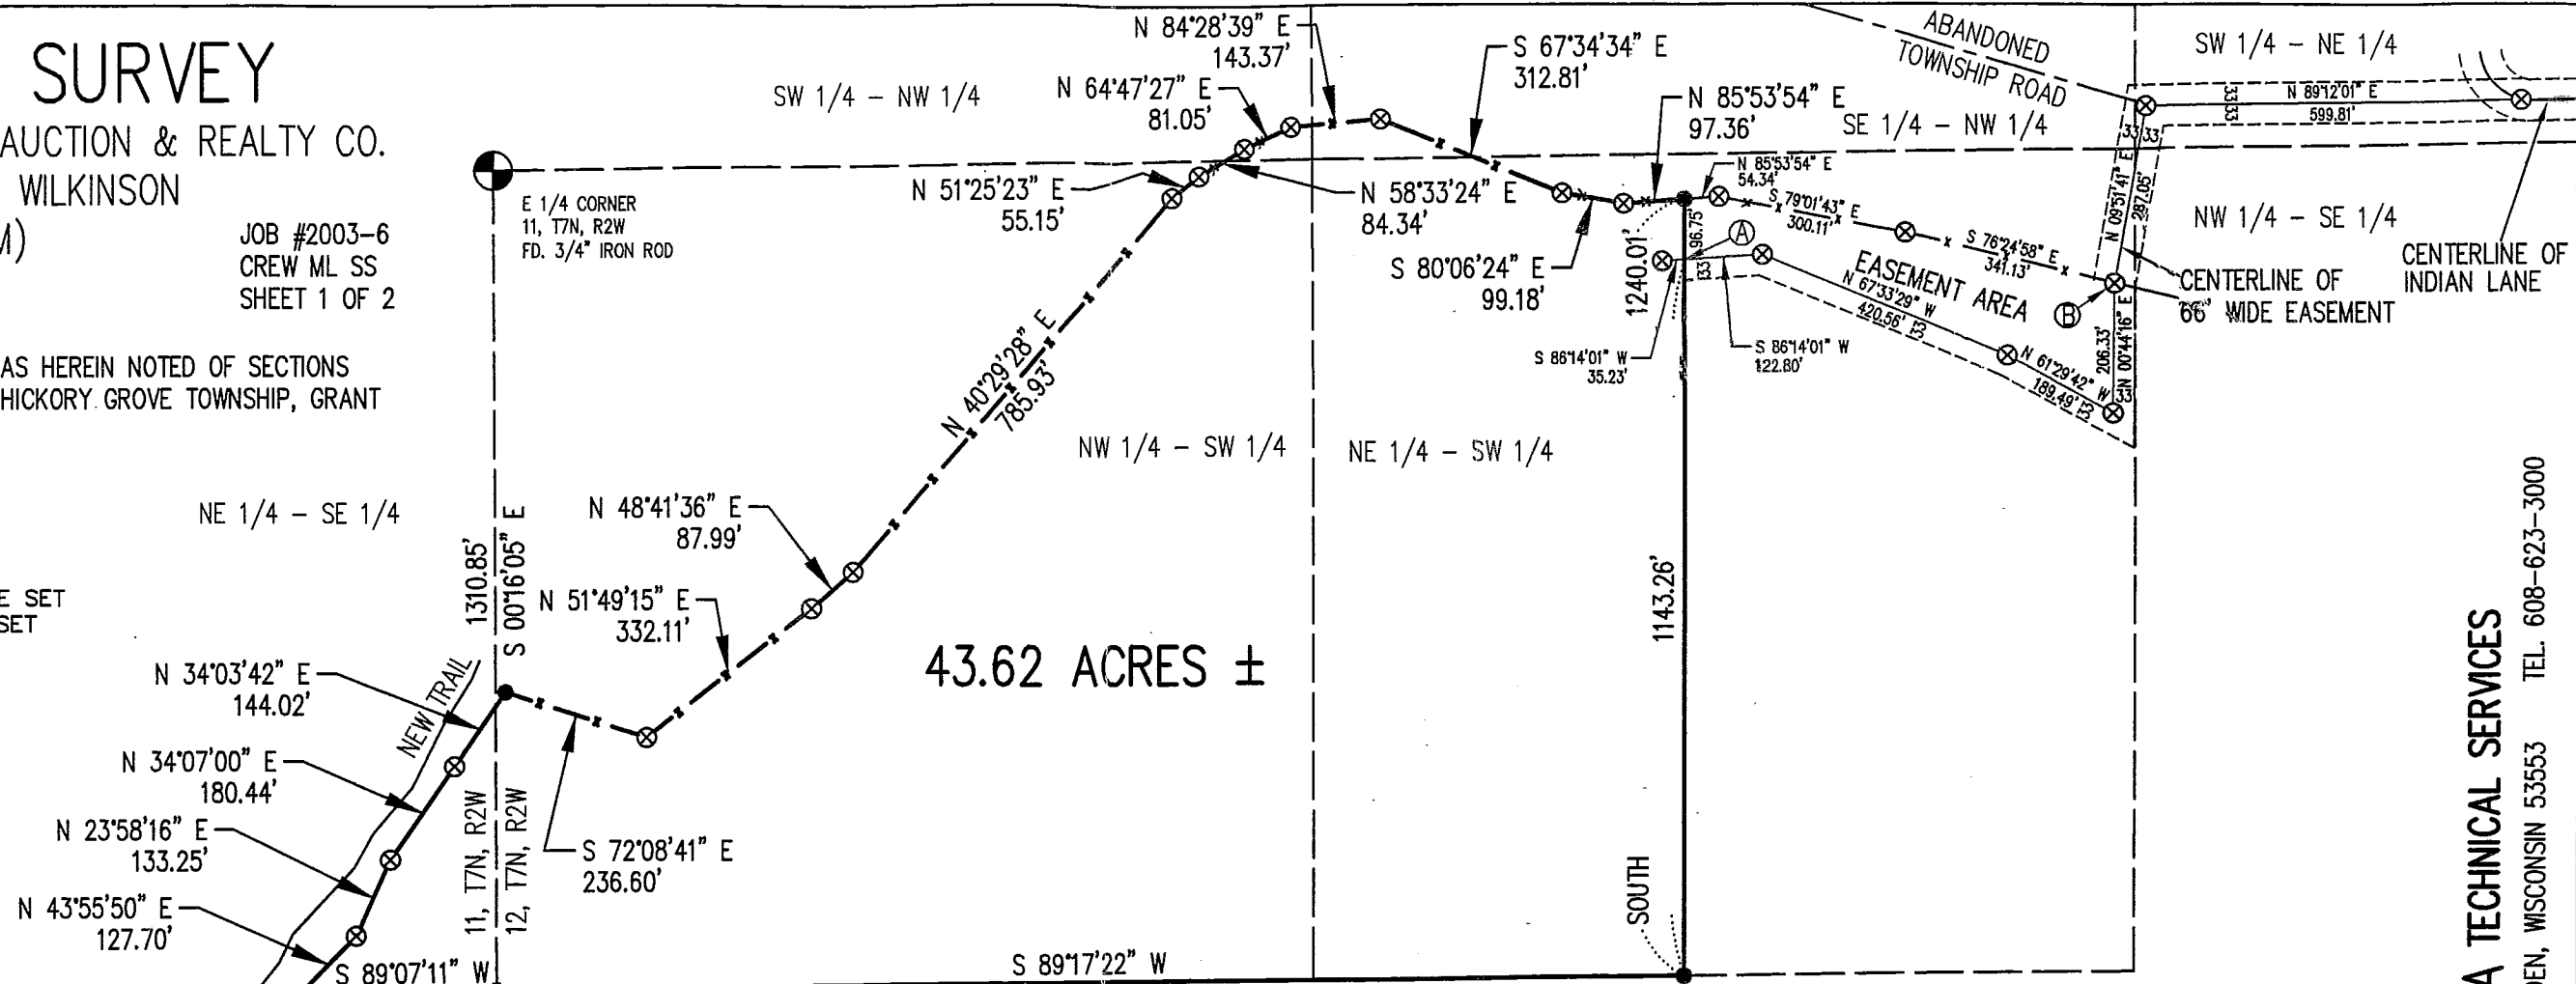 SURVEY
AUCTION & REALTY CO.
WILKINSON
M)
JOB #2003-6
CREW ML SS
SHEET 1 OF 2
AS HEREIN NOTED OF SECTIONS
HICKORY GROVE TOWNSHIP, GRANT
E SET
SET
E 1/4 CORNER
11, T7N, R2W
FD. 3/4" IRON ROD
SW 1/4 - NW 1/4
N 84°28'39" E
143.37'
N 64°47'27" E
81.05'
S 67°34'34" E
312.81'
N 85°53'54" E
97.36'
ABANDONED
TOWNSHIP ROAD
SE 1/4 - NW 1/4
SW 1/4 - NE 1/4
33
33
N 89°12'01" E
599.81'
33
33
N 09°51'41" E
287.05'
NW 1/4 - SE 1/4
CENTERLINE OF
INDIAN LANE
CENTERLINE OF
66' WIDE EASEMENT
N 51°25'23" E
55.15'
N 58°33'24" E
84.34'
S 80°06'24" E
99.18'
N 85°53'54" E
54.34'
S 79°01'43" E
300.11'
S 76°24'58" E
341.13'
1240.01'
96.75'
A
33
EASEMENT AREA
N 67°33'29" W
420.56'
33
B
206.33'
N 00°44'16" E
33
N 61°29'42" W
189.49'
33
S 86°14'01" W
35.23'
S 86°14'01" W
122.80'
N 40°29'28" E
785.93'
NW 1/4 - SW 1/4
NE 1/4 - SW 1/4
NE 1/4 - SE 1/4
1310.85'
S 00°16'05" E
N 48°41'36" E
87.99'
N 51°49'15" E
332.11'
43.62 ACRES ±
1143.26'
NEW TRAIL
N 34°03'42" E
144.02'
N 34°07'00" E
180.44'
N 23°58'16" E
133.25'
N 43°55'50" E
127.70'
11, T7N, R2W
12, T7N, R2W
S 72°08'41" E
236.60'
S 89°07'11" W
S 89°17'22" W
SOUTH
A TECHNICAL SERVICES
DEN, WISCONSIN 53553 TEL. 608-623-3000